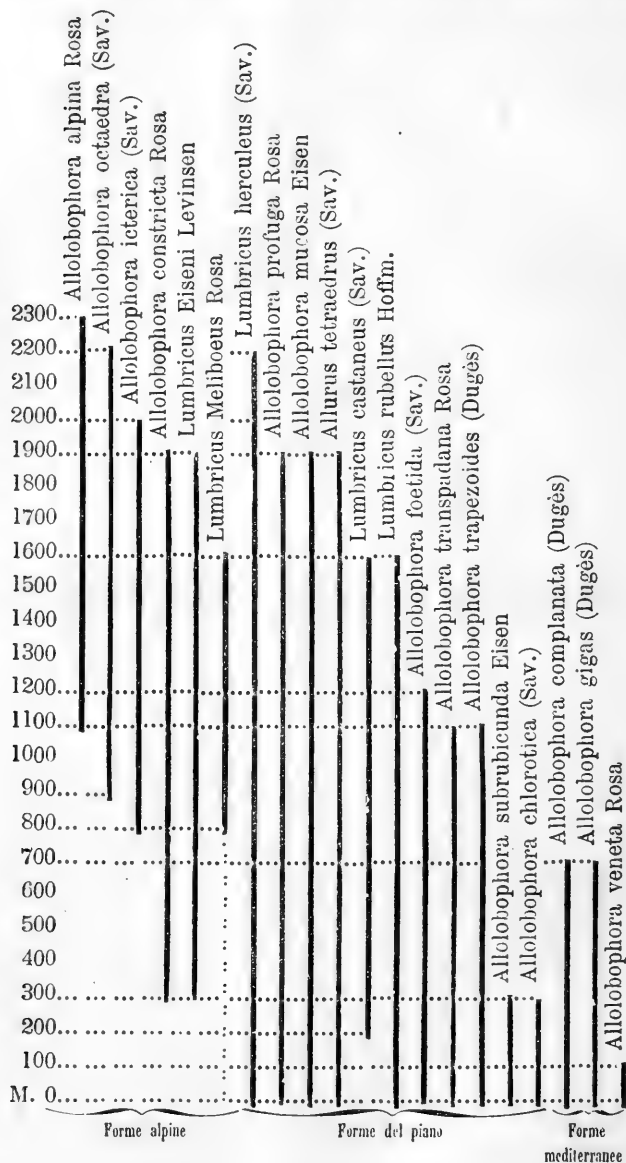 Allolobophora alpina Rosa
Allolobophora octaedra (Sav.)
Allolobophora icterica (Sav.)
Allolobophora constricta Rosa
Lumbricus Eiseni Levinsen
Lumbricus Meliboeus Rosa
Lumbricus herculeus (Sav.)
Allolobophora profuga Rosa
Allolobophora mucosa Eisen
Allurus tetraedrus (Sav.)
Lumbricus castaneus (Sav.)
Lumbricus rubellus Hoffm.
Allolobophora foetida (Sav.)
Allolobophora transpadana Rosa
Allolobophora trapezoides (Dugès)
Allolobophora subrubicunda Eisen
Allolobophora chlorotica (Sav.)
Allolobophora complanata (Dugès)
Allolobophora gigas (Dugès)
Allolobophora veneta Rosa
2300
2200
2100
2000
1900
1800
1700
1600
1500
1400
1300
1200
1100
1000
900
800
700
600
500
400
300
200
100
M. 0
Forme alpine
Forme del piano
Forme
mediterranee